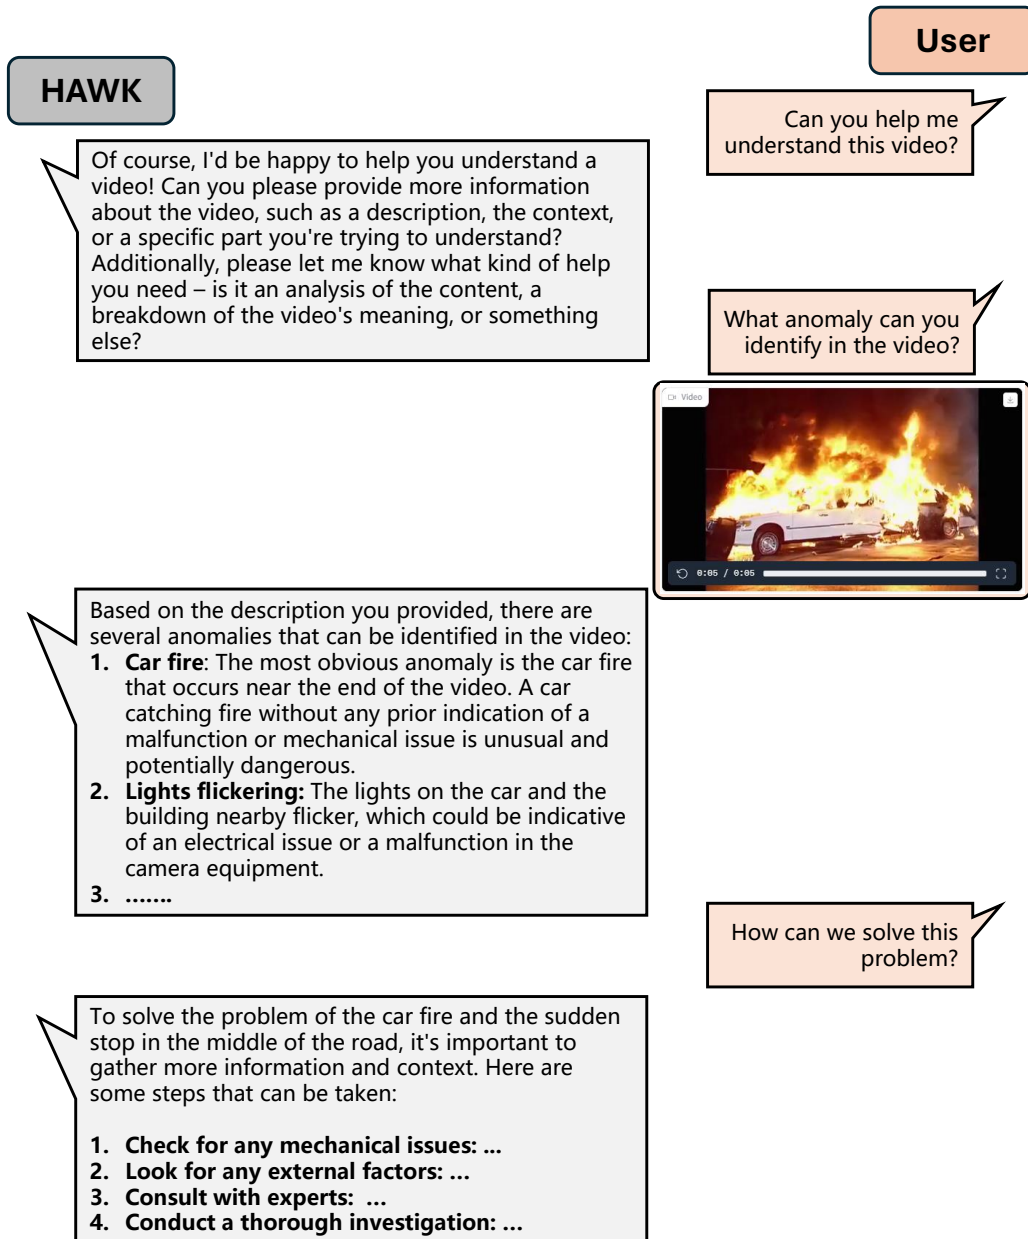 User
HAWK
Can you help me
understand this video?
Of course, I'd be happy to help you understand a
video! Can you please provide more information
about the video, such as a description, the context,
or a specific part you're trying to understand?
Additionally, please let me know what kind of help
you need – is it an analysis of the content, a
breakdown of the video's meaning, or something
else?
What anomaly can you
identify in the video?
Video
0:05 / 0:05
Based on the description you provided, there are
several anomalies that can be identified in the video:
1. Car fire: The most obvious anomaly is the car fire
that occurs near the end of the video. A car
catching fire without any prior indication of a
malfunction or mechanical issue is unusual and
potentially dangerous.
2. Lights flickering: The lights on the car and the
building nearby flicker, which could be indicative
of an electrical issue or a malfunction in the
camera equipment.
3. …….
How can we solve this
problem?
To solve the problem of the car fire and the sudden
stop in the middle of the road, it's important to
gather more information and context. Here are
some steps that can be taken:
1. Check for any mechanical issues: ...
2. Look for any external factors: …
3. Consult with experts: …
4. Conduct a thorough investigation: …